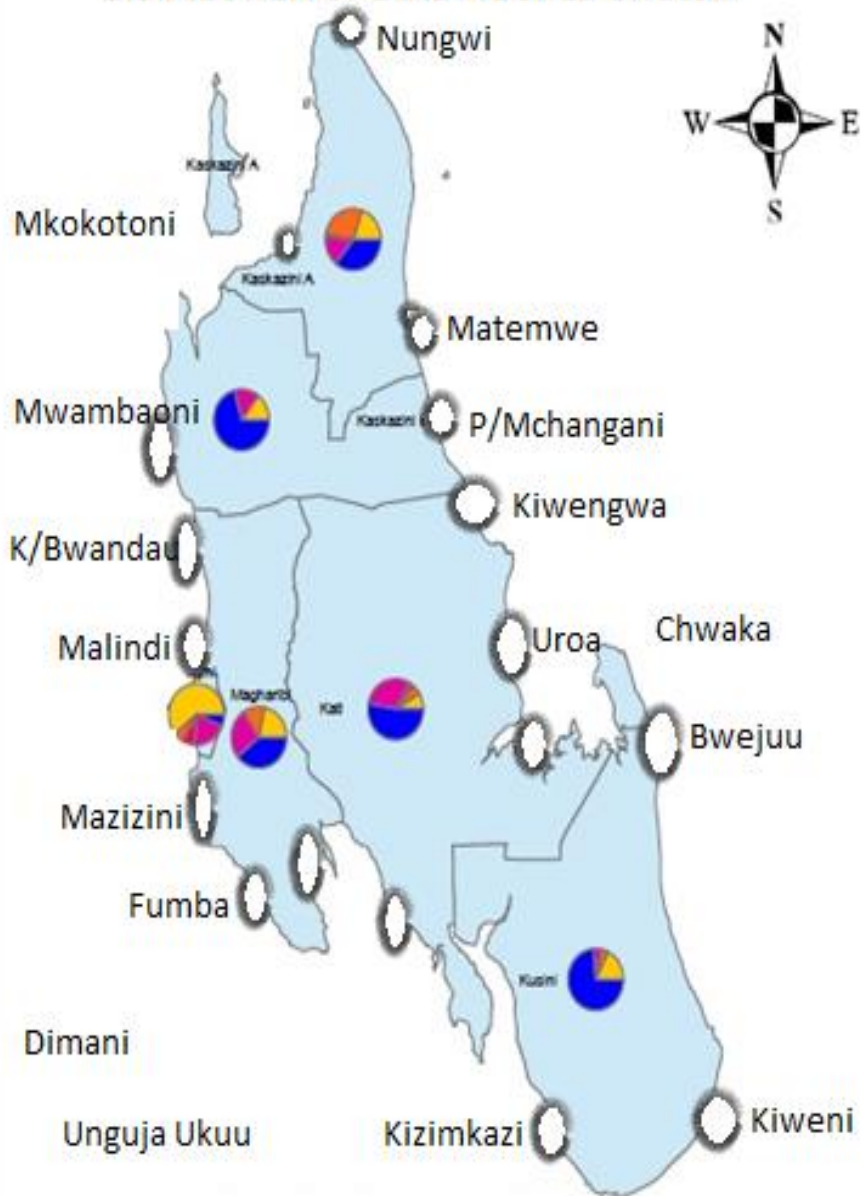 Nungwi
N
W E
S
Kaskazini A
Mkokotoni
Kaskazini A
Matemwe
Mwambaoni
Kaskazini
P/Mchangani
Kiwengwa
K/Bwandau
Malindi
Uroa
Chwaka
Magharibi
Kati
Bwejuu
Mazizini
Fumba
Kusini
Dimani
Unguja Ukuu
Kizimkazi
Kiweni